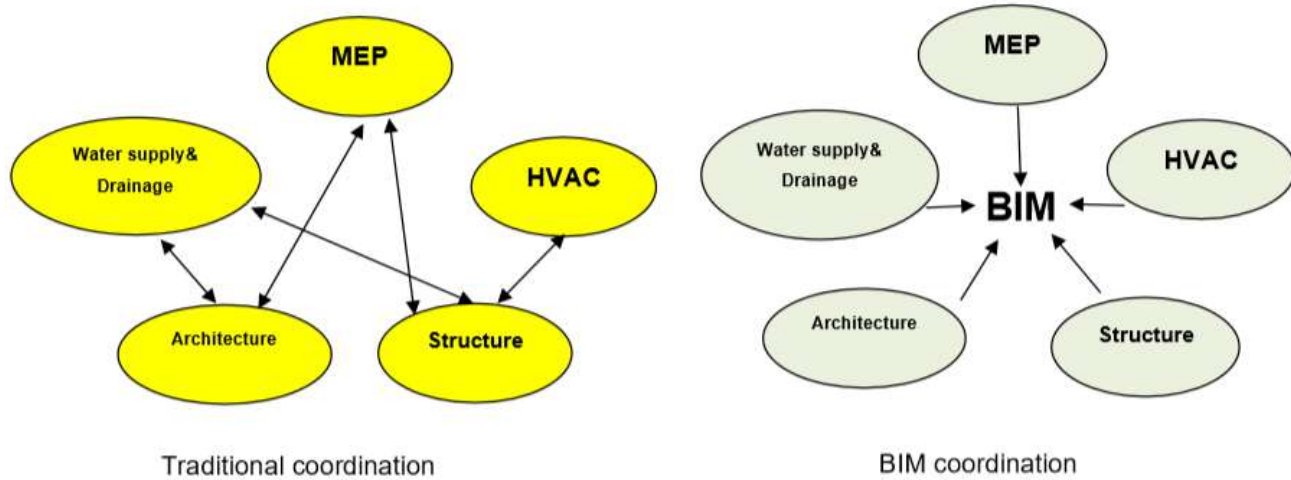 MEP
Water supply&
Drainage
HVAC
Architecture
Structure
Traditional coordination
MEP
Water supply&
Drainage
HVAC
BIM
Architecture
Structure
BIM coordination